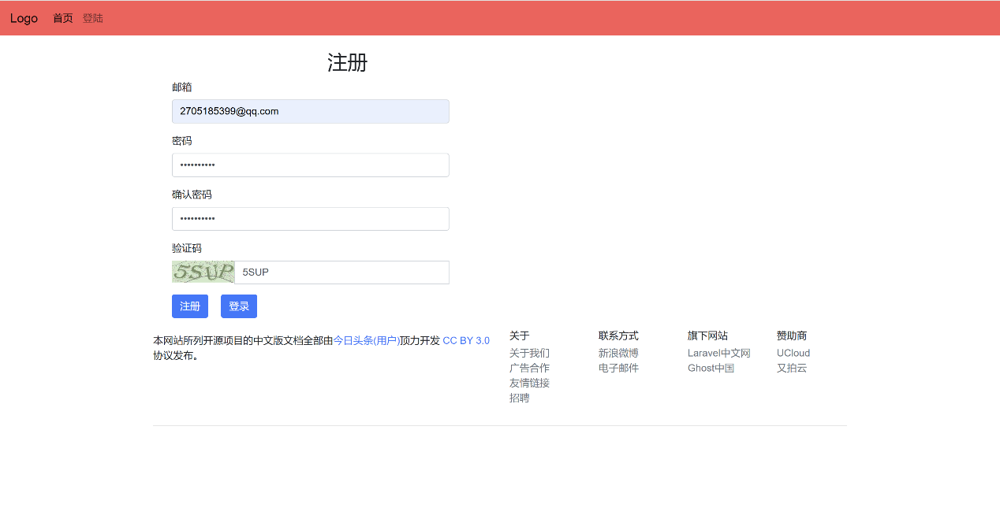 Logo 首页 登陆
注册
邮箱
2705185399@qq.com
密码
••••••••••
确认密码
••••••••••
验证码
5SUP 5SUP
注册 登录
本网站所列开源项目的中文版文档全部由今日头条(用户)顶力开发 CC BY 3.0
协议发布。
关于
关于我们
广告合作
友情链接
招聘
联系方式
新浪微博
电子邮件
旗下网站
Laravel中文网
Ghost中国
赞助商
UCloud
又拍云